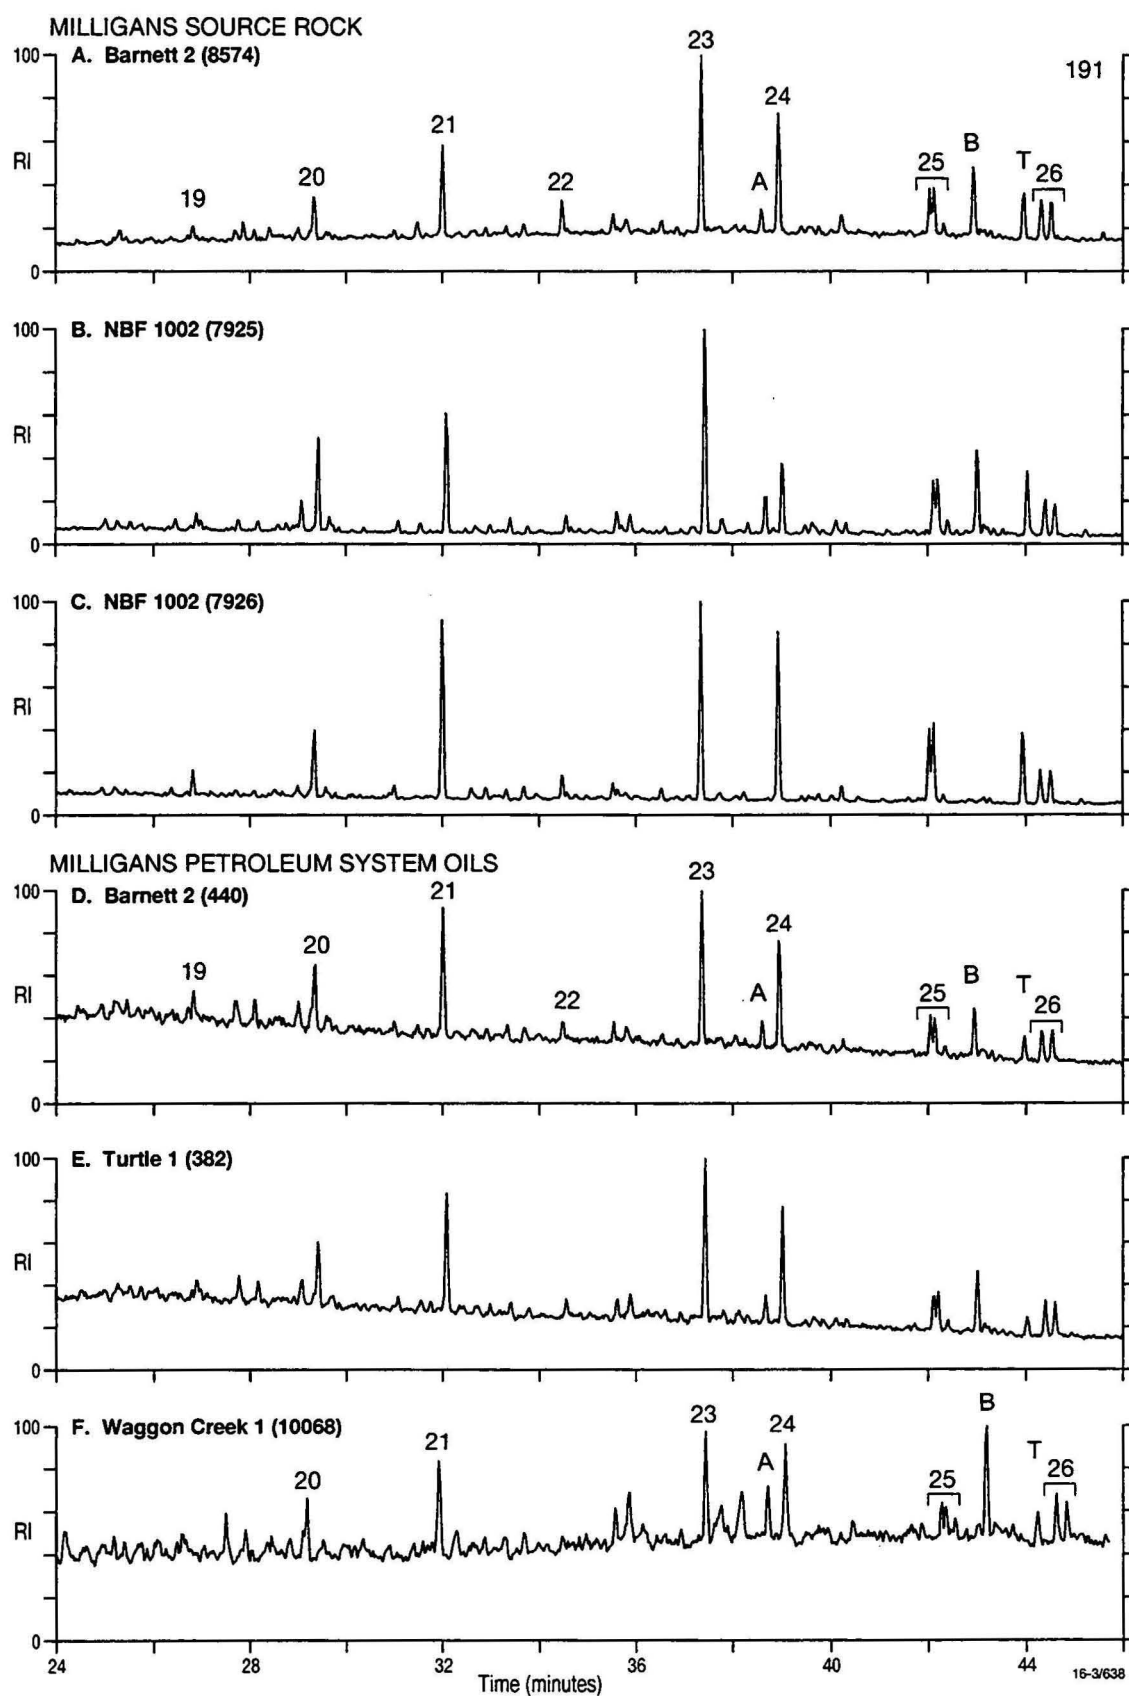 MILLIGANS SOURCE ROCK
A. Barnett 2 (8574)
191
100
RI
0
19
20
21
22
23
A
24
25
B
T
26
B. NBF 1002 (7925)
100
RI
0
C. NBF 1002 (7926)
100
RI
0
MILLIGANS PETROLEUM SYSTEM OILS
D. Barnett 2 (440)
100
RI
0
19
20
21
22
23
A
24
25
B
T
26
E. Turtle 1 (382)
100
RI
0
F. Waggon Creek 1 (10068)
100
RI
0
20
21
23
A
24
25
B
T
26
24 28 32 36 40 44
Time (minutes)
16-3/638